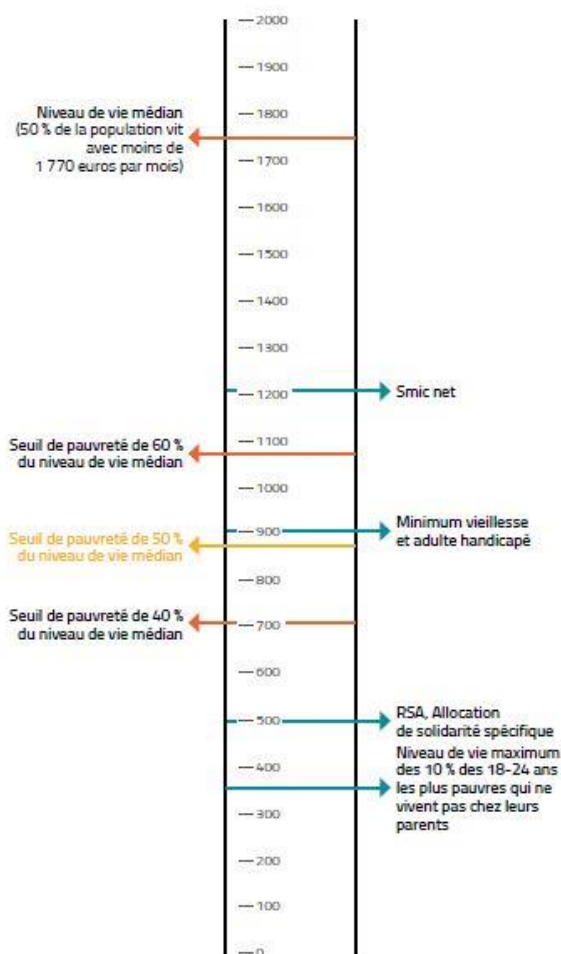 2000
1900
Niveau de vie médian
(50 % de la population vit
avec moins de
1 770 euros par mois)
1800
1700
1600
1500
1400
1300
1200
Smic net
Seuil de pauvreté de 60 %
du niveau de vie médian
1100
1000
Minimum vieillesse
et adulte handicapé
900
Seuil de pauvreté de 50 %
du niveau de vie médian
800
Seuil de pauvreté de 40 %
du niveau de vie médian
700
600
RSA, Allocation
de solidarité spécifique
500
Niveau de vie maximum
des 10 % des 18-24 ans
les plus pauvres qui ne
vivent pas chez leurs
parents
400
300
200
100
0